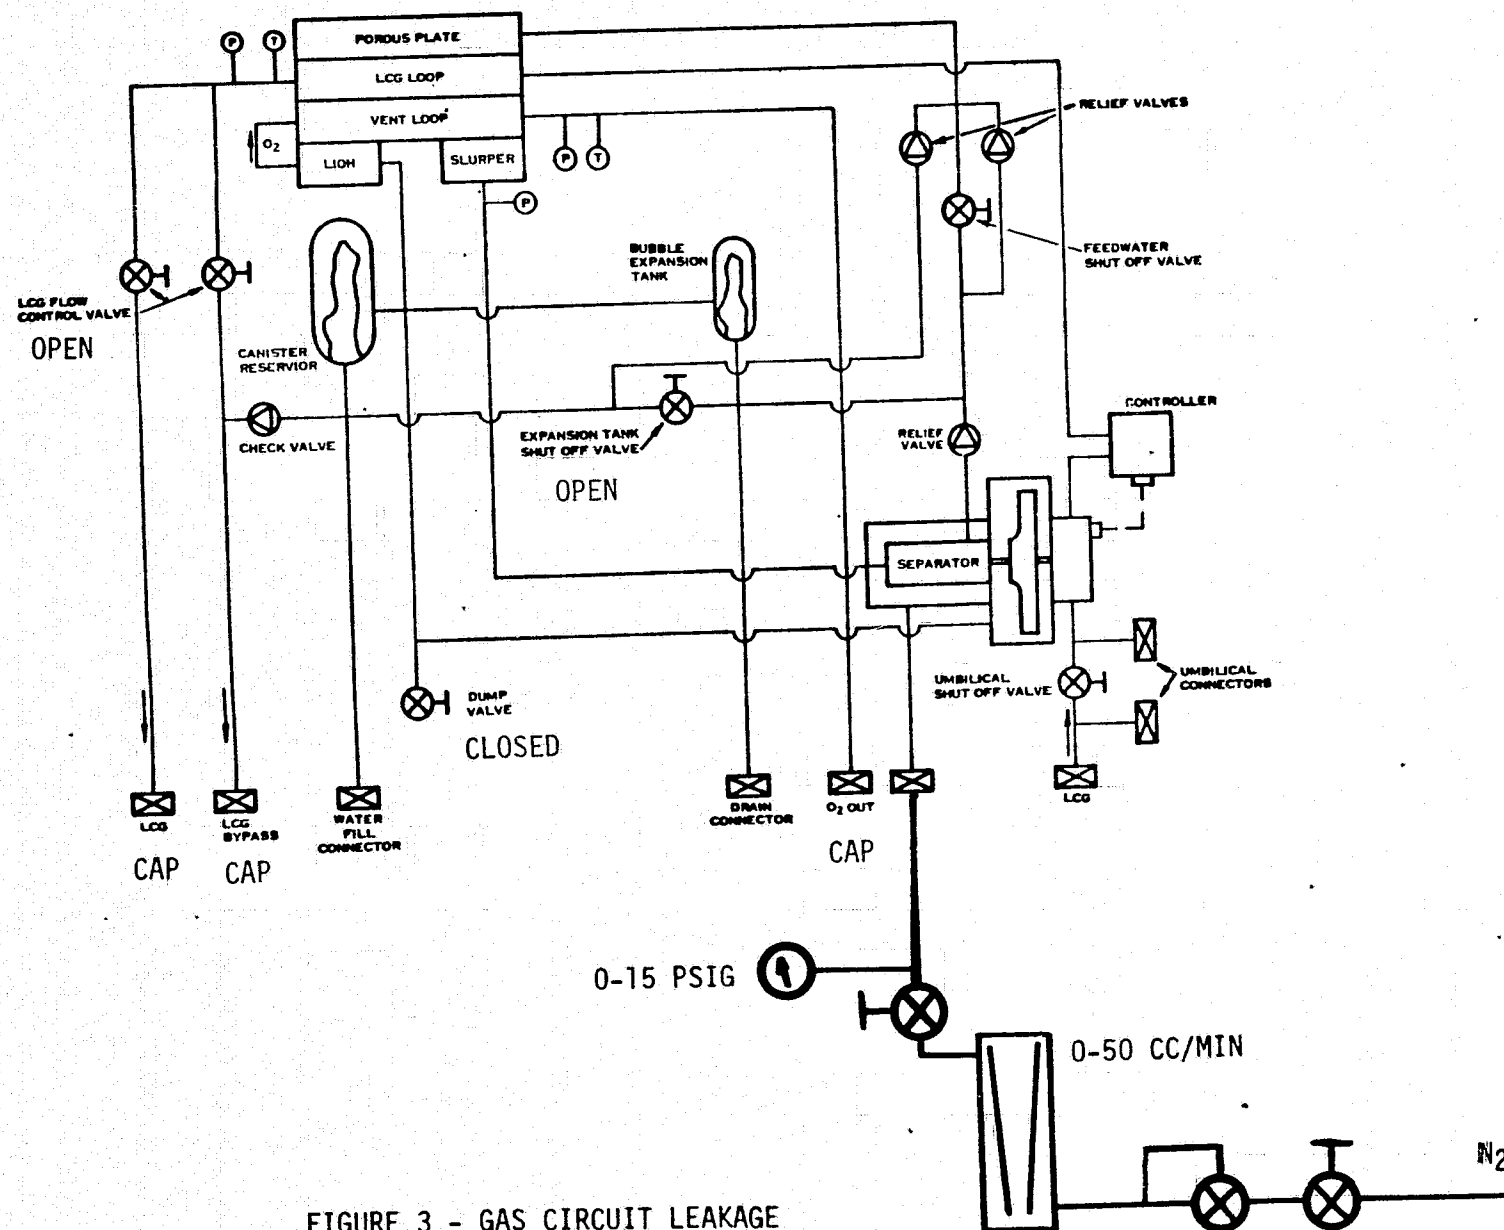 POROUS PLATE
P
T
LCG LOOP
VENT LOOP
O2
LIOH
SLURPER
P
T
P
RELIEF VALVES
FEEDWATER
SHUT OFF VALVE
BUBBLE
EXPANSION
TANK
LCG FLOW
CONTROL VALVE
OPEN
CANISTER
RESERVIOR
CHECK VALVE
EXPANSION TANK
SHUT OFF VALVE
OPEN
RELIEF
VALVE
CONTROLLER
SEPARATOR
UMBILICAL
SHUT OFF VALVE
UMBILICAL
CONNECTORS
DUMP
VALVE
CLOSED
LCG
CAP
LCG
BYPASS
CAP
WATER
FILL
CONNECTOR
DRAIN
CONNECTOR
O2 OUT
CAP
LCG
0-15 PSIG
0-50 CC/MIN
N2
FIGURE 3 - GAS CIRCUIT LEAKAGE